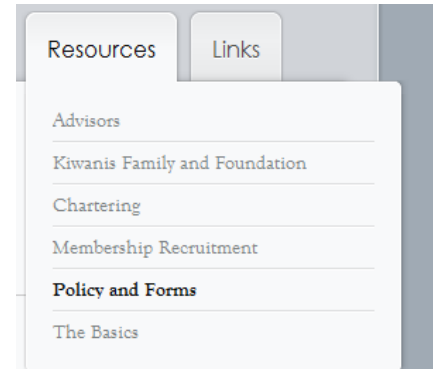 Resources Links
Advisors
Kiwanis Family and Foundation
Chartering
Membership Recruitment
Policy and Forms
The Basics